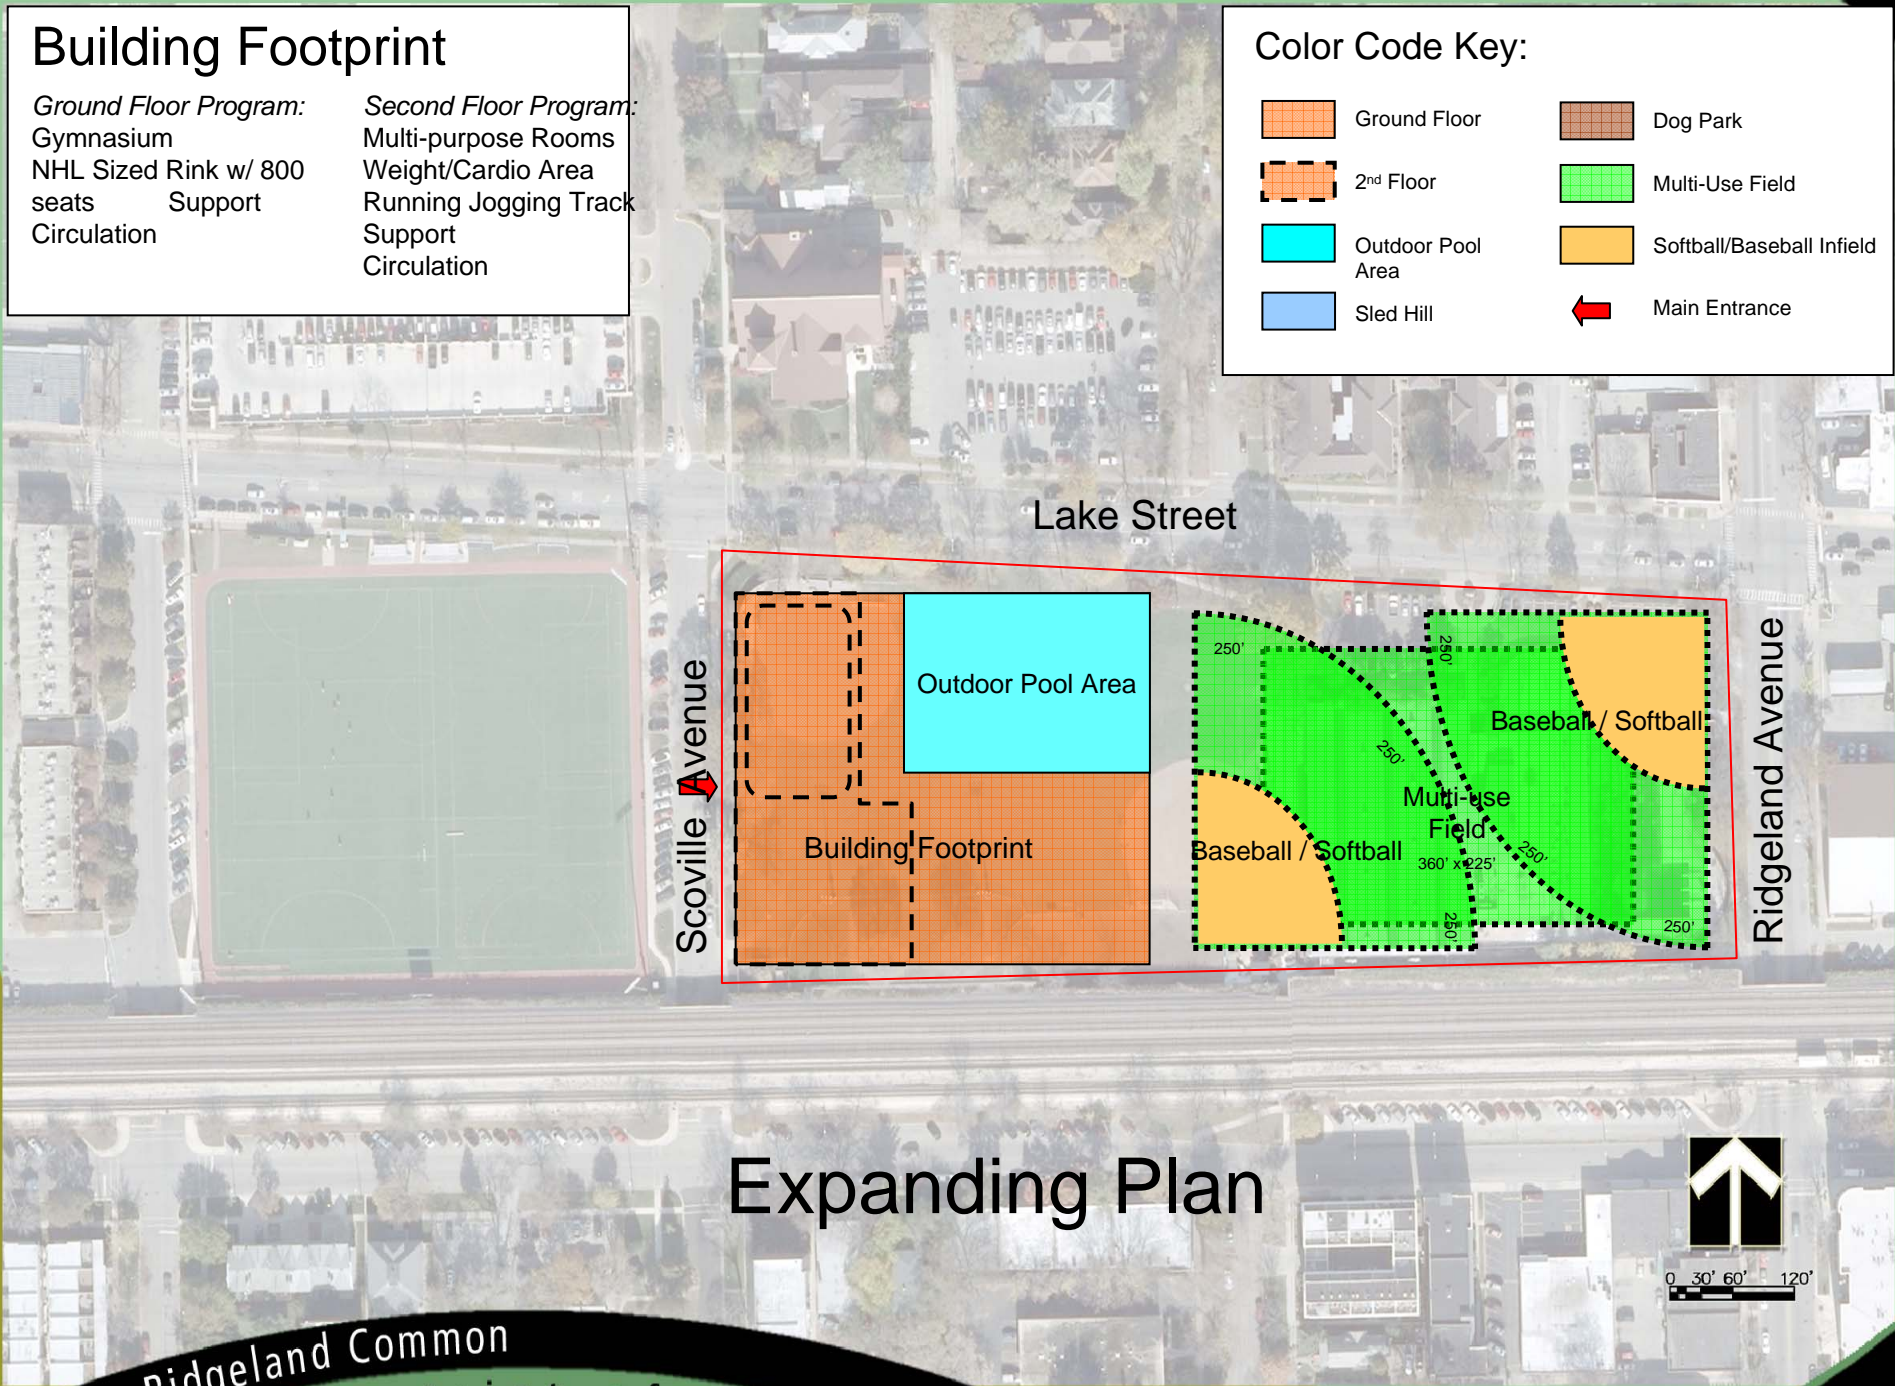 Building Footprint
Ground Floor Program:
Gymnasium
NHL Sized Rink w/ 800
seats Support
Circulation
Second Floor Program:
Multi-purpose Rooms
Weight/Cardio Area
Running Jogging Track
Support
Circulation
Color Code Key:
Ground Floor
2nd Floor
Outdoor Pool
Area
Sled Hill
Dog Park
Multi-Use Field
Softball/Baseball Infield
Main Entrance
Lake Street
Scoville Avenue
Ridgeland Avenue
Outdoor Pool Area
Building Footprint
250'
250'
250'
Baseball / Softball
Multi-use
Field
360' x 225'
Baseball / Softball
250'
250'
250'
Expanding Plan
0 30' 60' 120'
Ridgeland Common